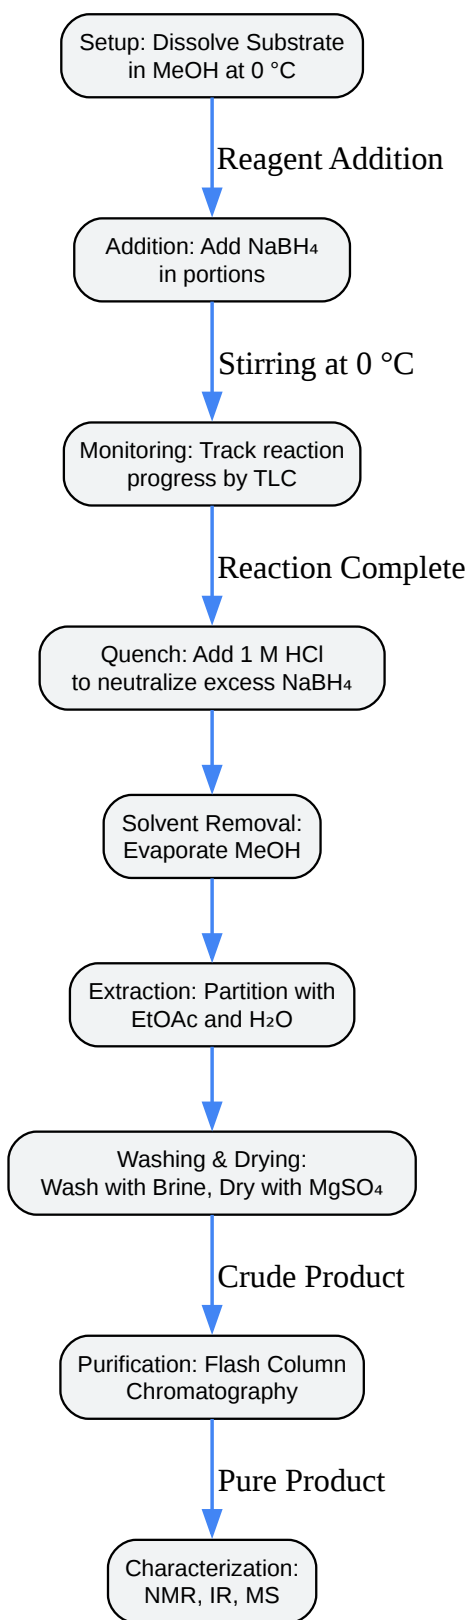 Setup: Dissolve Substrate
in MeOH at 0 °C
Reagent Addition
Addition: Add NaBH₄
in portions
Stirring at 0 °C
Monitoring: Track reaction
progress by TLC
Reaction Complete
Quench: Add 1 M HCl
to neutralize excess NaBH₄
Solvent Removal:
Evaporate MeOH
Extraction: Partition with
EtOAc and H₂O
Washing & Drying:
Wash with Brine, Dry with MgSO₄
Crude Product
Purification: Flash Column
Chromatography
Pure Product
Characterization:
NMR, IR, MS